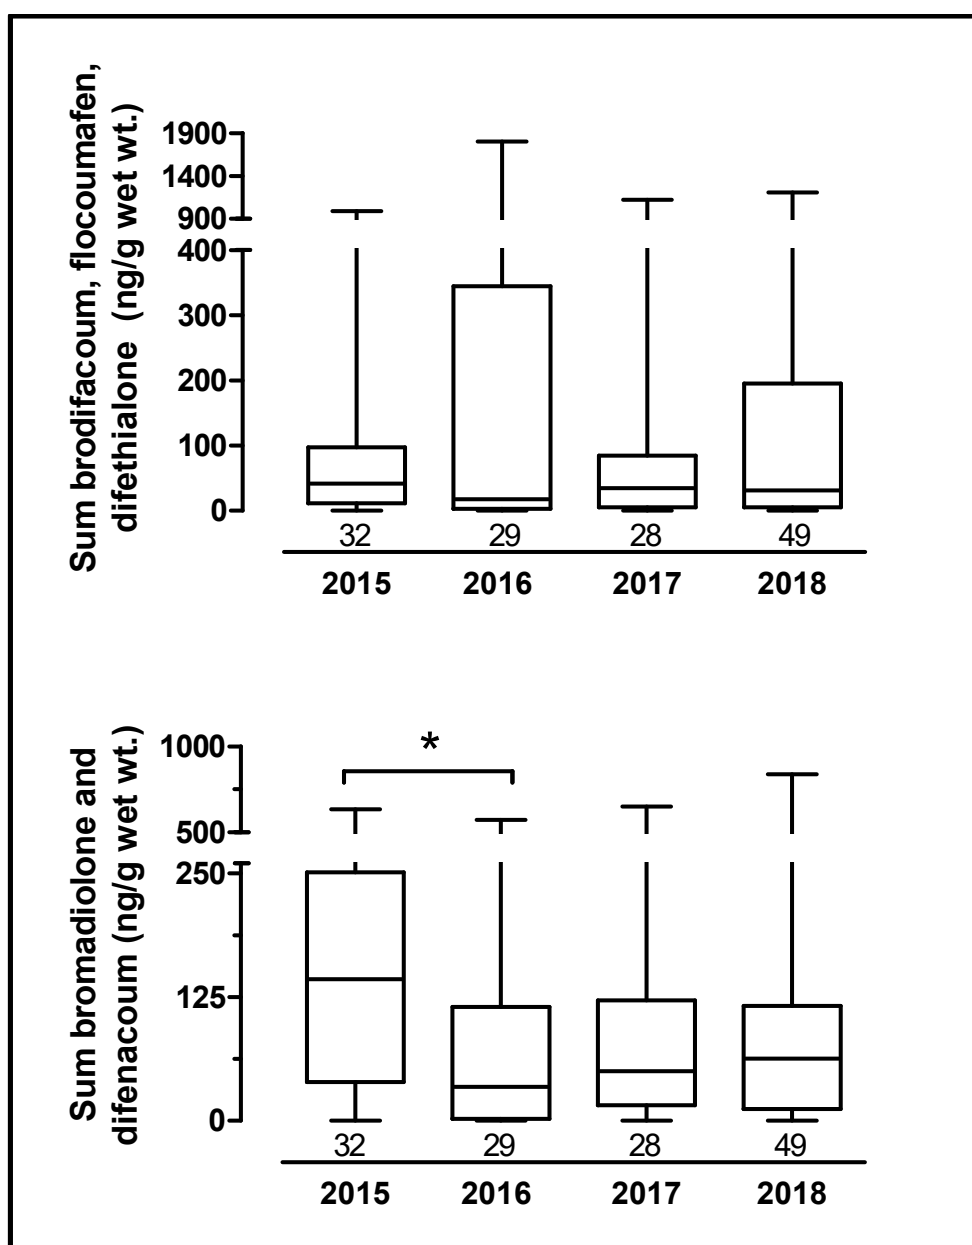 Sum brodifacoum, flocoumafen,
difethialone (ng/g wet wt.)
1900
1400
900
400
300
200
100
0
32 29 28 49
2015 2016 2017 2018
Sum bromadiolone and
difenacoum (ng/g wet wt.)
1000
500
250
125
0
*
32 29 28 49
2015 2016 2017 2018